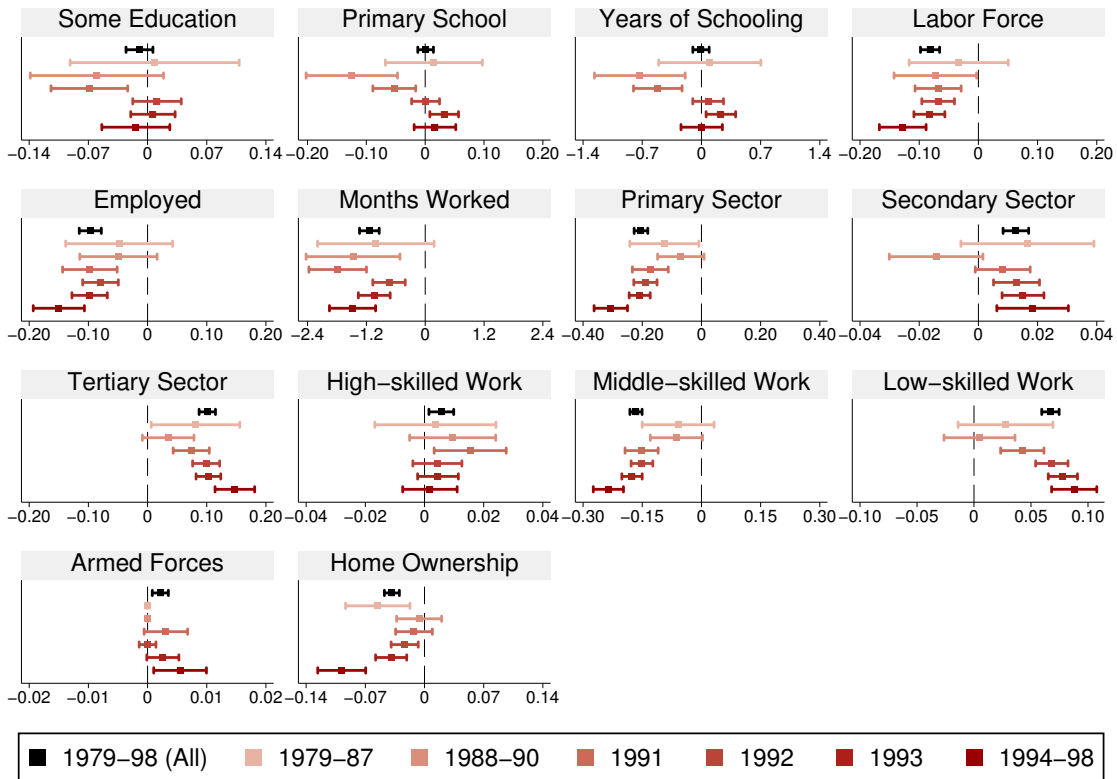 Some Education Primary School Years of Schooling Labor Force
−0.14 −0.07 0 0.07 0.14 −0.20 −0.10 0 0.10 0.20 −1.4 −0.7 0 0.7 1.4 −0.20 −0.10 0 0.10 0.20
Employed Months Worked Primary Sector Secondary Sector
−0.20 −0.10 0 0.10 0.20 −2.4 −1.2 0 1.2 2.4 −0.40 −0.20 0 0.20 0.40 −0.04 −0.02 0 0.02 0.04
Tertiary Sector High−skilled Work Middle−skilled Work Low−skilled Work
−0.20 −0.10 0 0.10 0.20 −0.04 −0.02 0 0.02 0.04 −0.30 −0.15 0 0.15 0.30 −0.10 −0.05 0 0.05 0.10
Armed Forces Home Ownership
−0.02 −0.01 0 0.01 0.02 −0.14 −0.07 0 0.07 0.14
1979−98 (All) 1979−87 1988−90 1991 1992 1993 1994−98